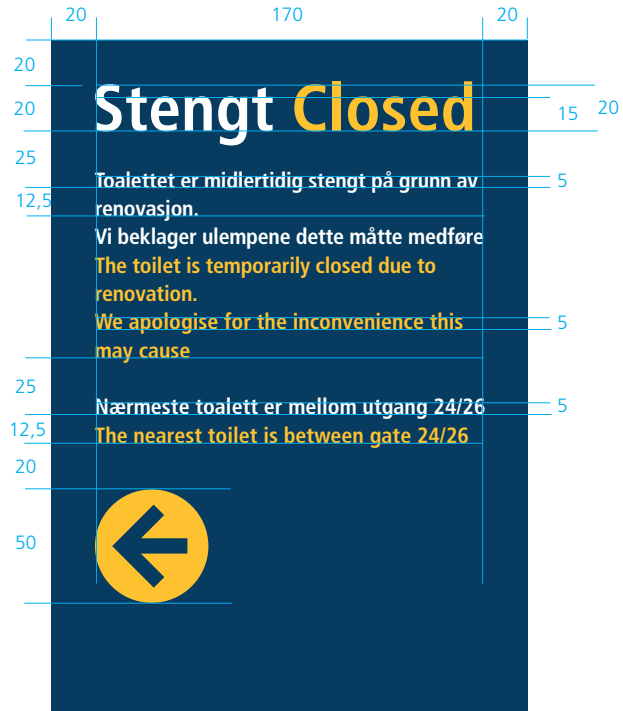 20 170 20
20
Stengt Closed
20
15 20
25
Toalettet er midlertidig stengt på grunn av
5
12,5
renovasjon.
Vi beklager ulempene dette måtte medføre
The toilet is temporarily closed due to
renovation.
We apologise for the inconvenience this
5
may cause
25
Nærmeste toalett er mellom utgang 24/26
5
12,5
The nearest toilet is between gate 24/26
20
50